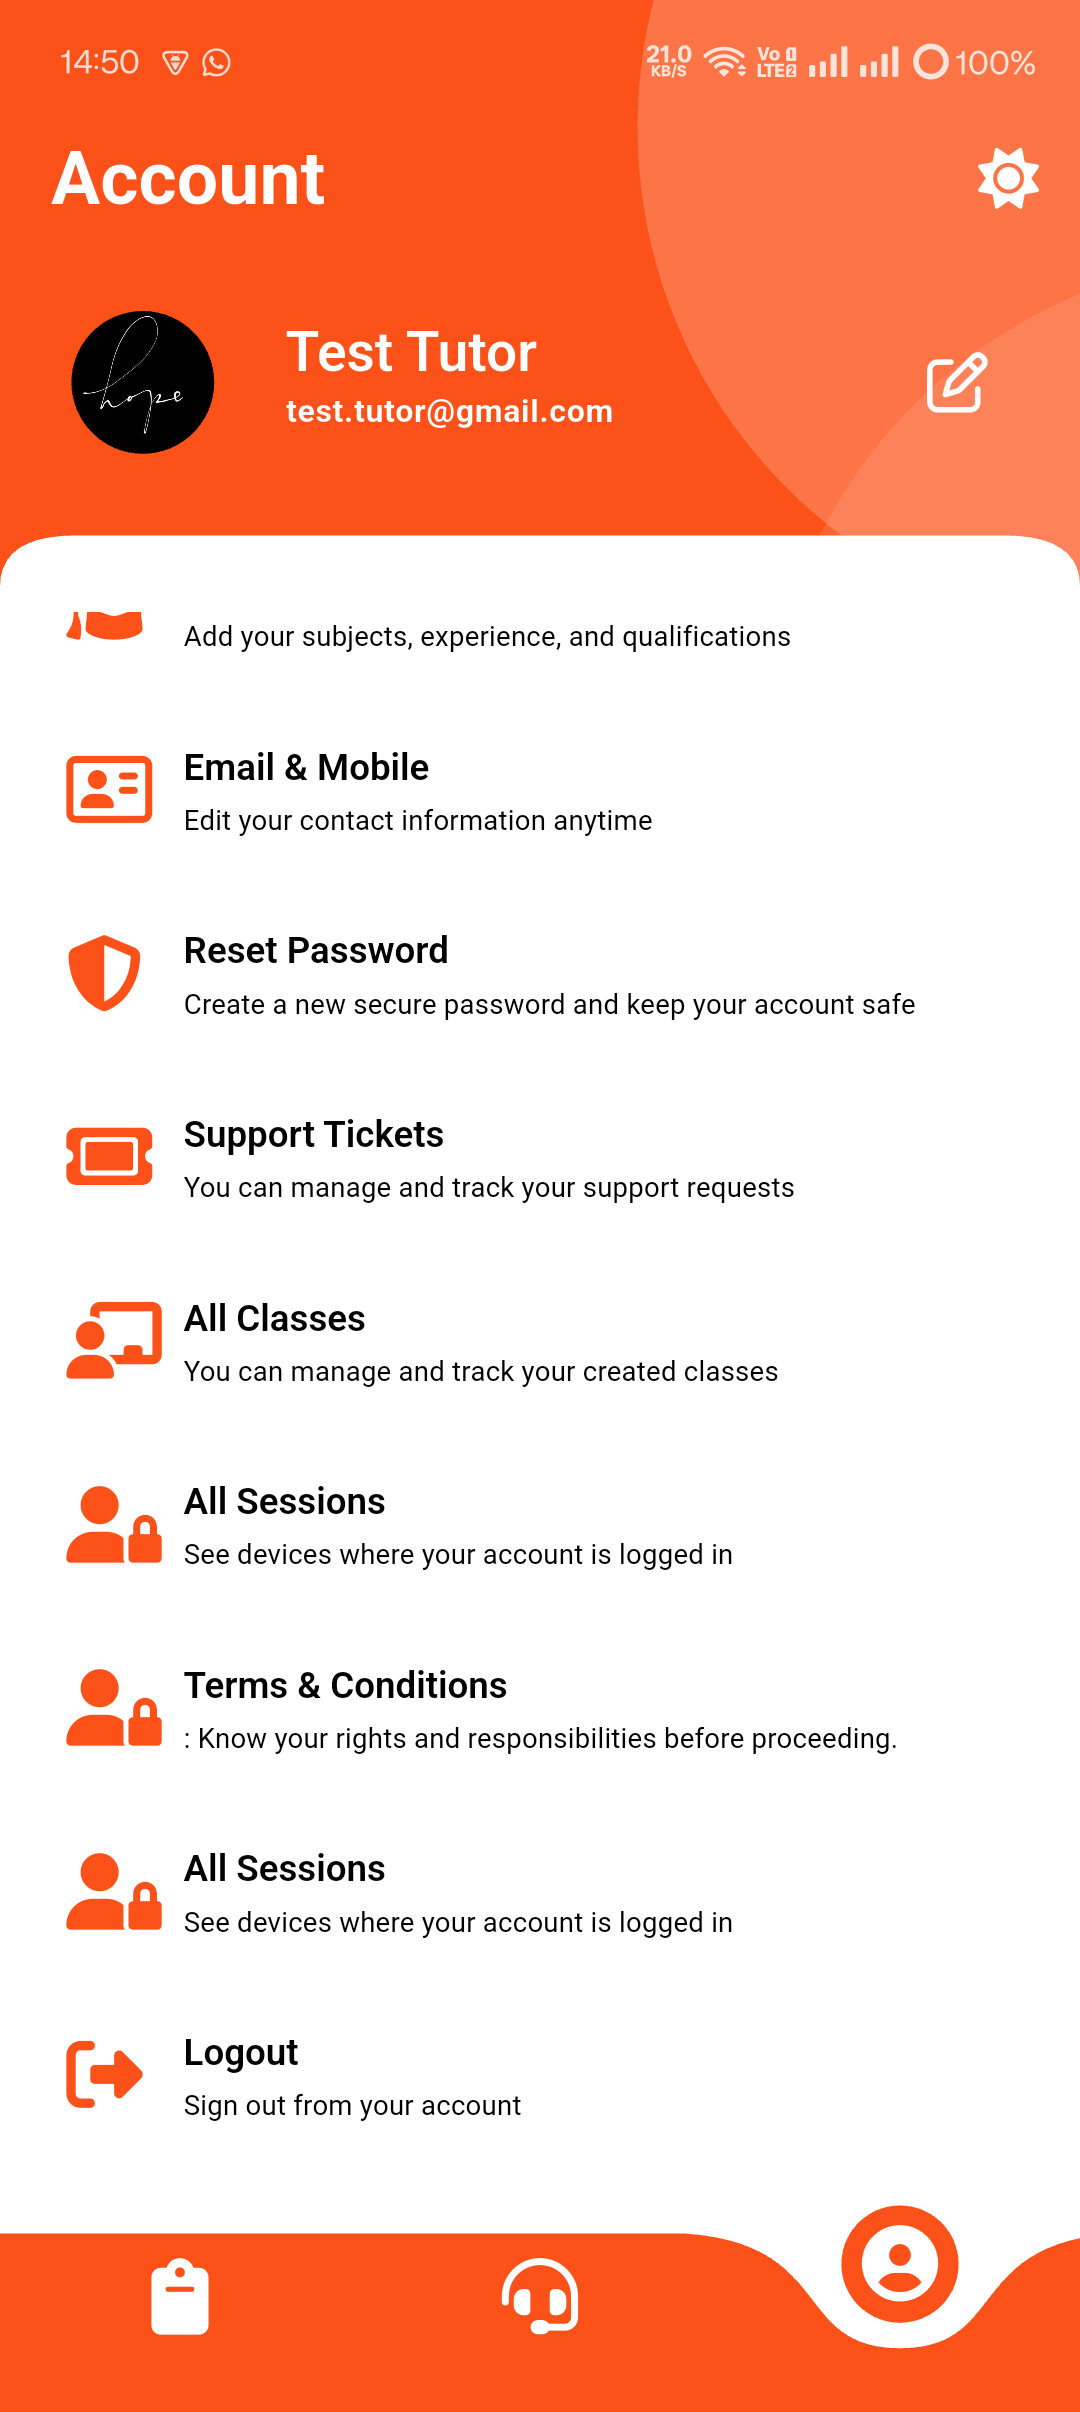 14:50
21.0
KB/S
Vo 1
LTE2
100%
Account
hope
Test Tutor
test.tutor@gmail.com
Add your subjects, experience, and qualifications
Email & Mobile
Edit your contact information anytime
Reset Password
Create a new secure password and keep your account safe
Support Tickets
You can manage and track your support requests
All Classes
You can manage and track your created classes
All Sessions
See devices where your account is logged in
Terms & Conditions
: Know your rights and responsibilities before proceeding.
All Sessions
See devices where your account is logged in
Logout
Sign out from your account